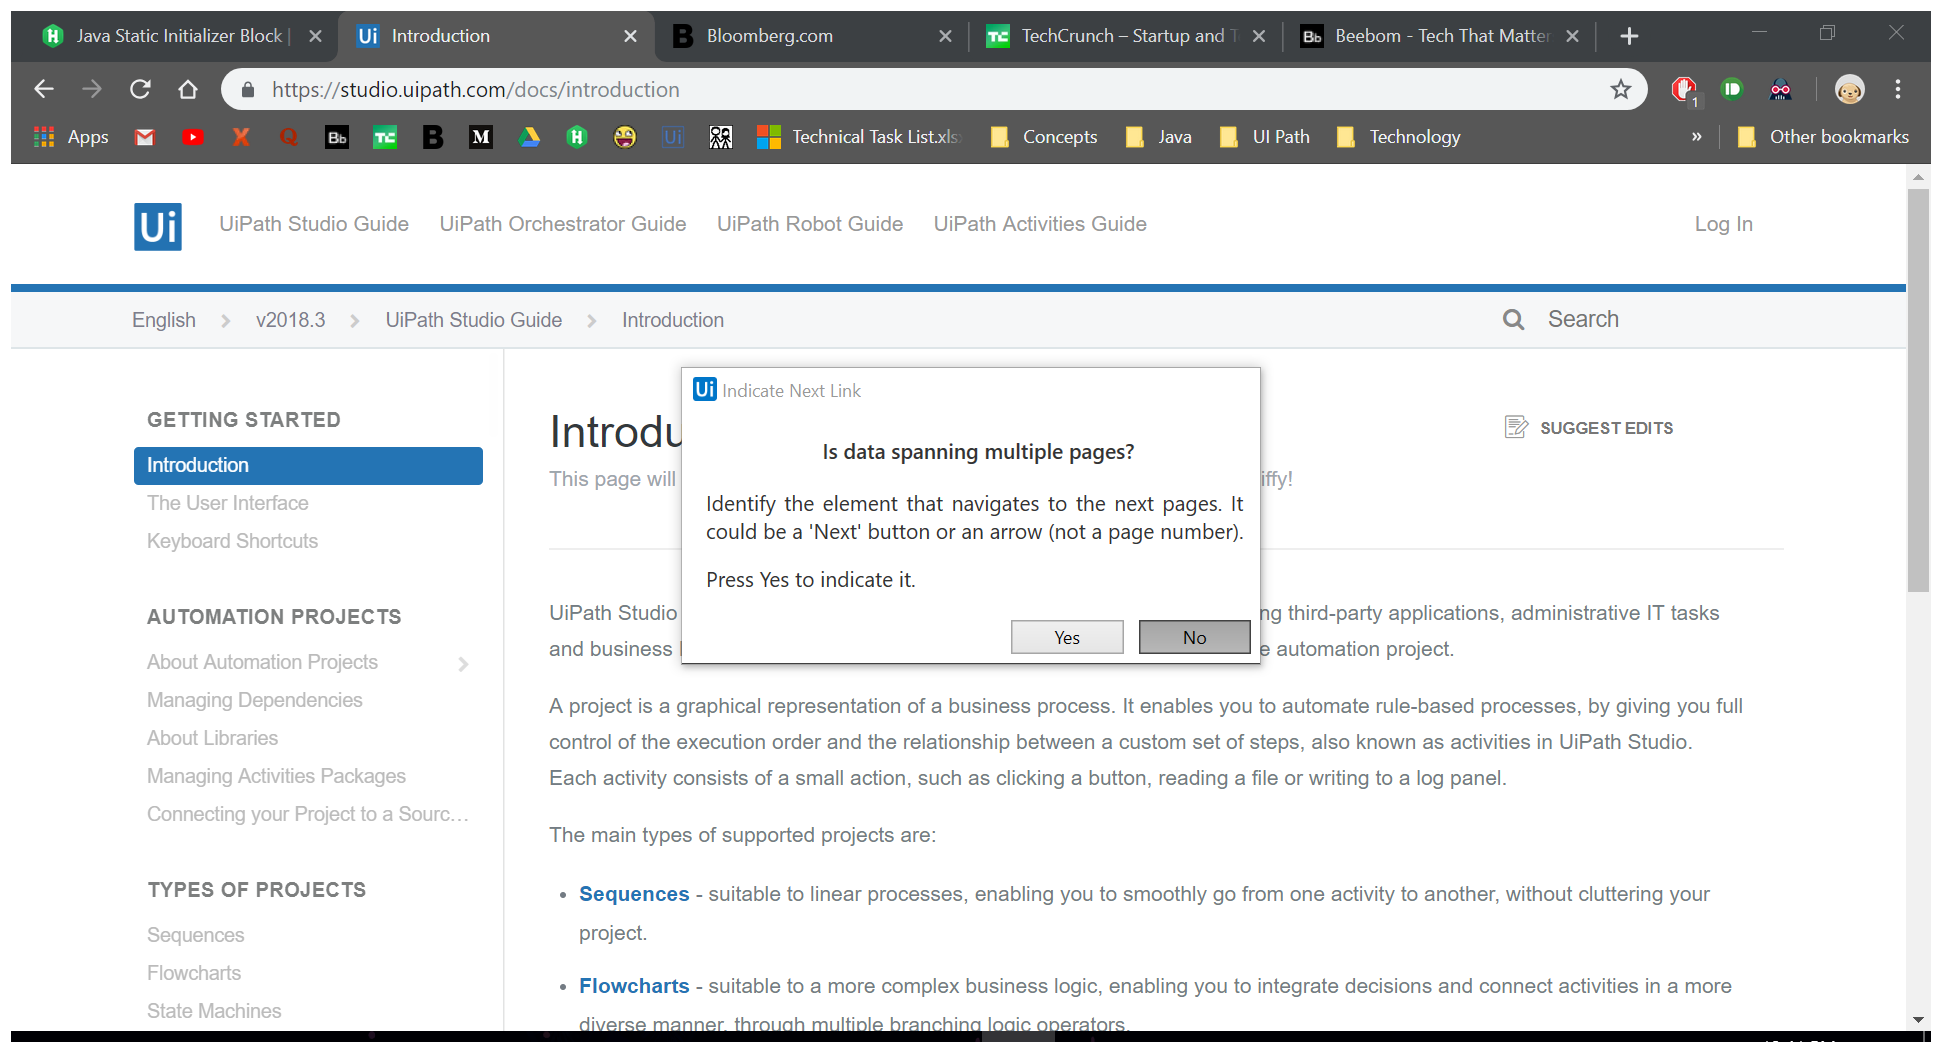 Java Static Initializer Block |
Ui Introduction
B Bloomberg.com
TC TechCrunch – Startup and T
Bb Beebom - Tech That Matter
https://studio.uipath.com/docs/introduction
1
Apps
Bb
TC
B
M
Ui
Technical Task List.xls
Concepts
Java
UI Path
Technology
»
Other bookmarks
Ui
UiPath Studio Guide
UiPath Orchestrator Guide
UiPath Robot Guide
UiPath Activities Guide
Log In
English
v2018.3
UiPath Studio Guide
Introduction
Search
GETTING STARTED
Introduction
The User Interface
Keyboard Shortcuts
AUTOMATION PROJECTS
About Automation Projects
Managing Dependencies
About Libraries
Managing Activities Packages
Connecting your Project to a Sourc...
TYPES OF PROJECTS
Sequences
Flowcharts
State Machines
Introdu
SUGGEST EDITS
This page will
iffy!
Ui Indicate Next Link
Is data spanning multiple pages?
Identify the element that navigates to the next pages. It
could be a 'Next' button or an arrow (not a page number).
Press Yes to indicate it.
Yes
No
UiPath Studio
ng third-party applications, administrative IT tasks
and business
e automation project.
A project is a graphical representation of a business process. It enables you to automate rule-based processes, by giving you full
control of the execution order and the relationship between a custom set of steps, also known as activities in UiPath Studio.
Each activity consists of a small action, such as clicking a button, reading a file or writing to a log panel.
The main types of supported projects are:
• Sequences - suitable to linear processes, enabling you to smoothly go from one activity to another, without cluttering your
project.
• Flowcharts - suitable to a more complex business logic, enabling you to integrate decisions and connect activities in a more
diverse manner, through multiple branching logic operators.